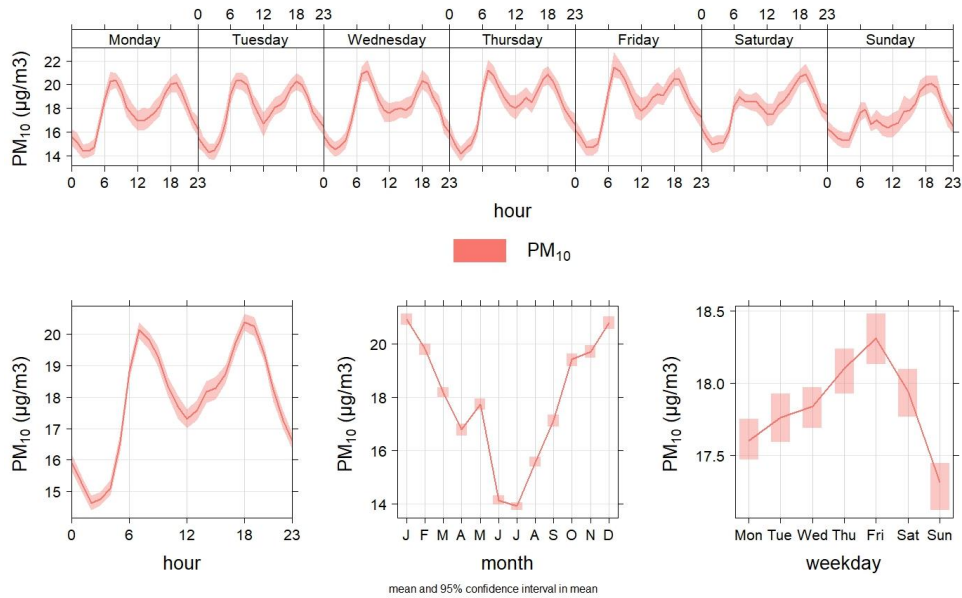 0 6 12 18 23 0 6 12 18 23 0 6 12 18 23
Monday Tuesday Wednesday Thursday Friday Saturday Sunday
PM₁₀ (µg/m3)
22
20
18
16
14
0 6 12 18 23 0 6 12 18 23 0 6 12 18 23 0 6 12 18 23
hour
PM₁₀
PM₁₀ (µg/m3)
20
19
18
17
16
15
0 6 12 18 23
hour
PM₁₀ (µg/m3)
20
18
16
14
J F M A M J J A S O N D
month
PM₁₀ (µg/m3)
18.5
18.0
17.5
Mon Tue Wed Thu Fri Sat Sun
weekday
mean and 95% confidence interval in mean